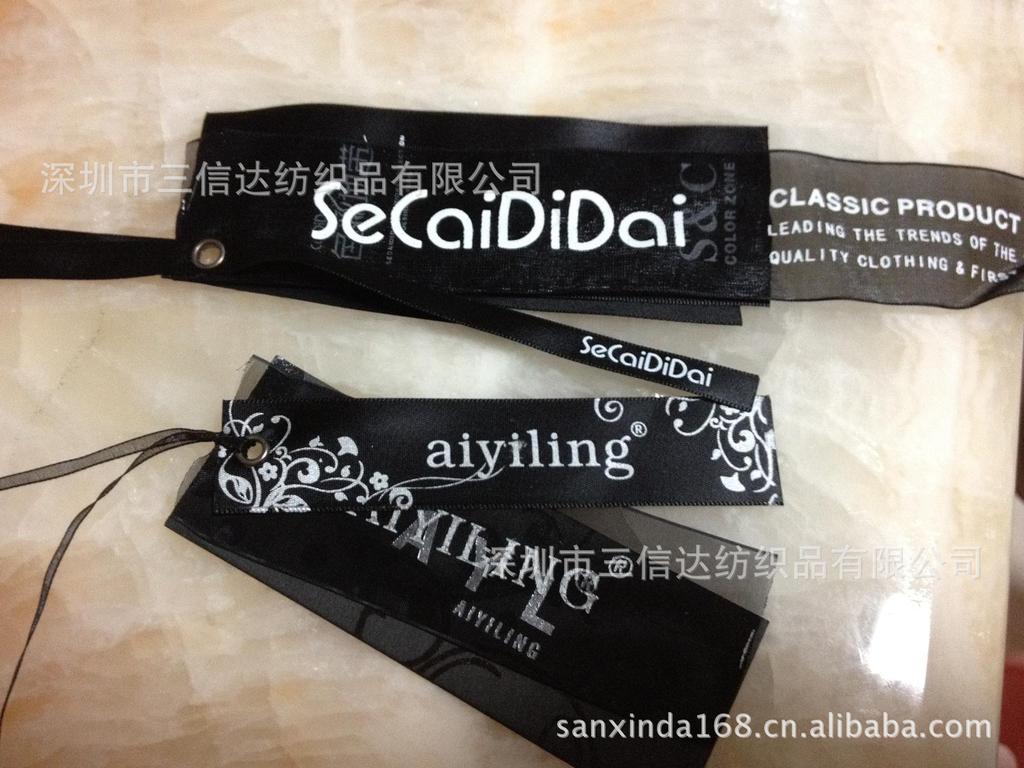 深圳市三信达纺织品有限公司
SeCaiDiDai
S&C
COLOR ZONE
CLASSIC PRODUCT
LEADING THE TRENDS OF THE
QUALITY CLOTHING & FIRS
SeCaiDiDai
aiyiling®
AIYILING®
深圳市三信达纺织品有限公司
AYL
AIYILING
sanxinda168.cn.alibaba.com